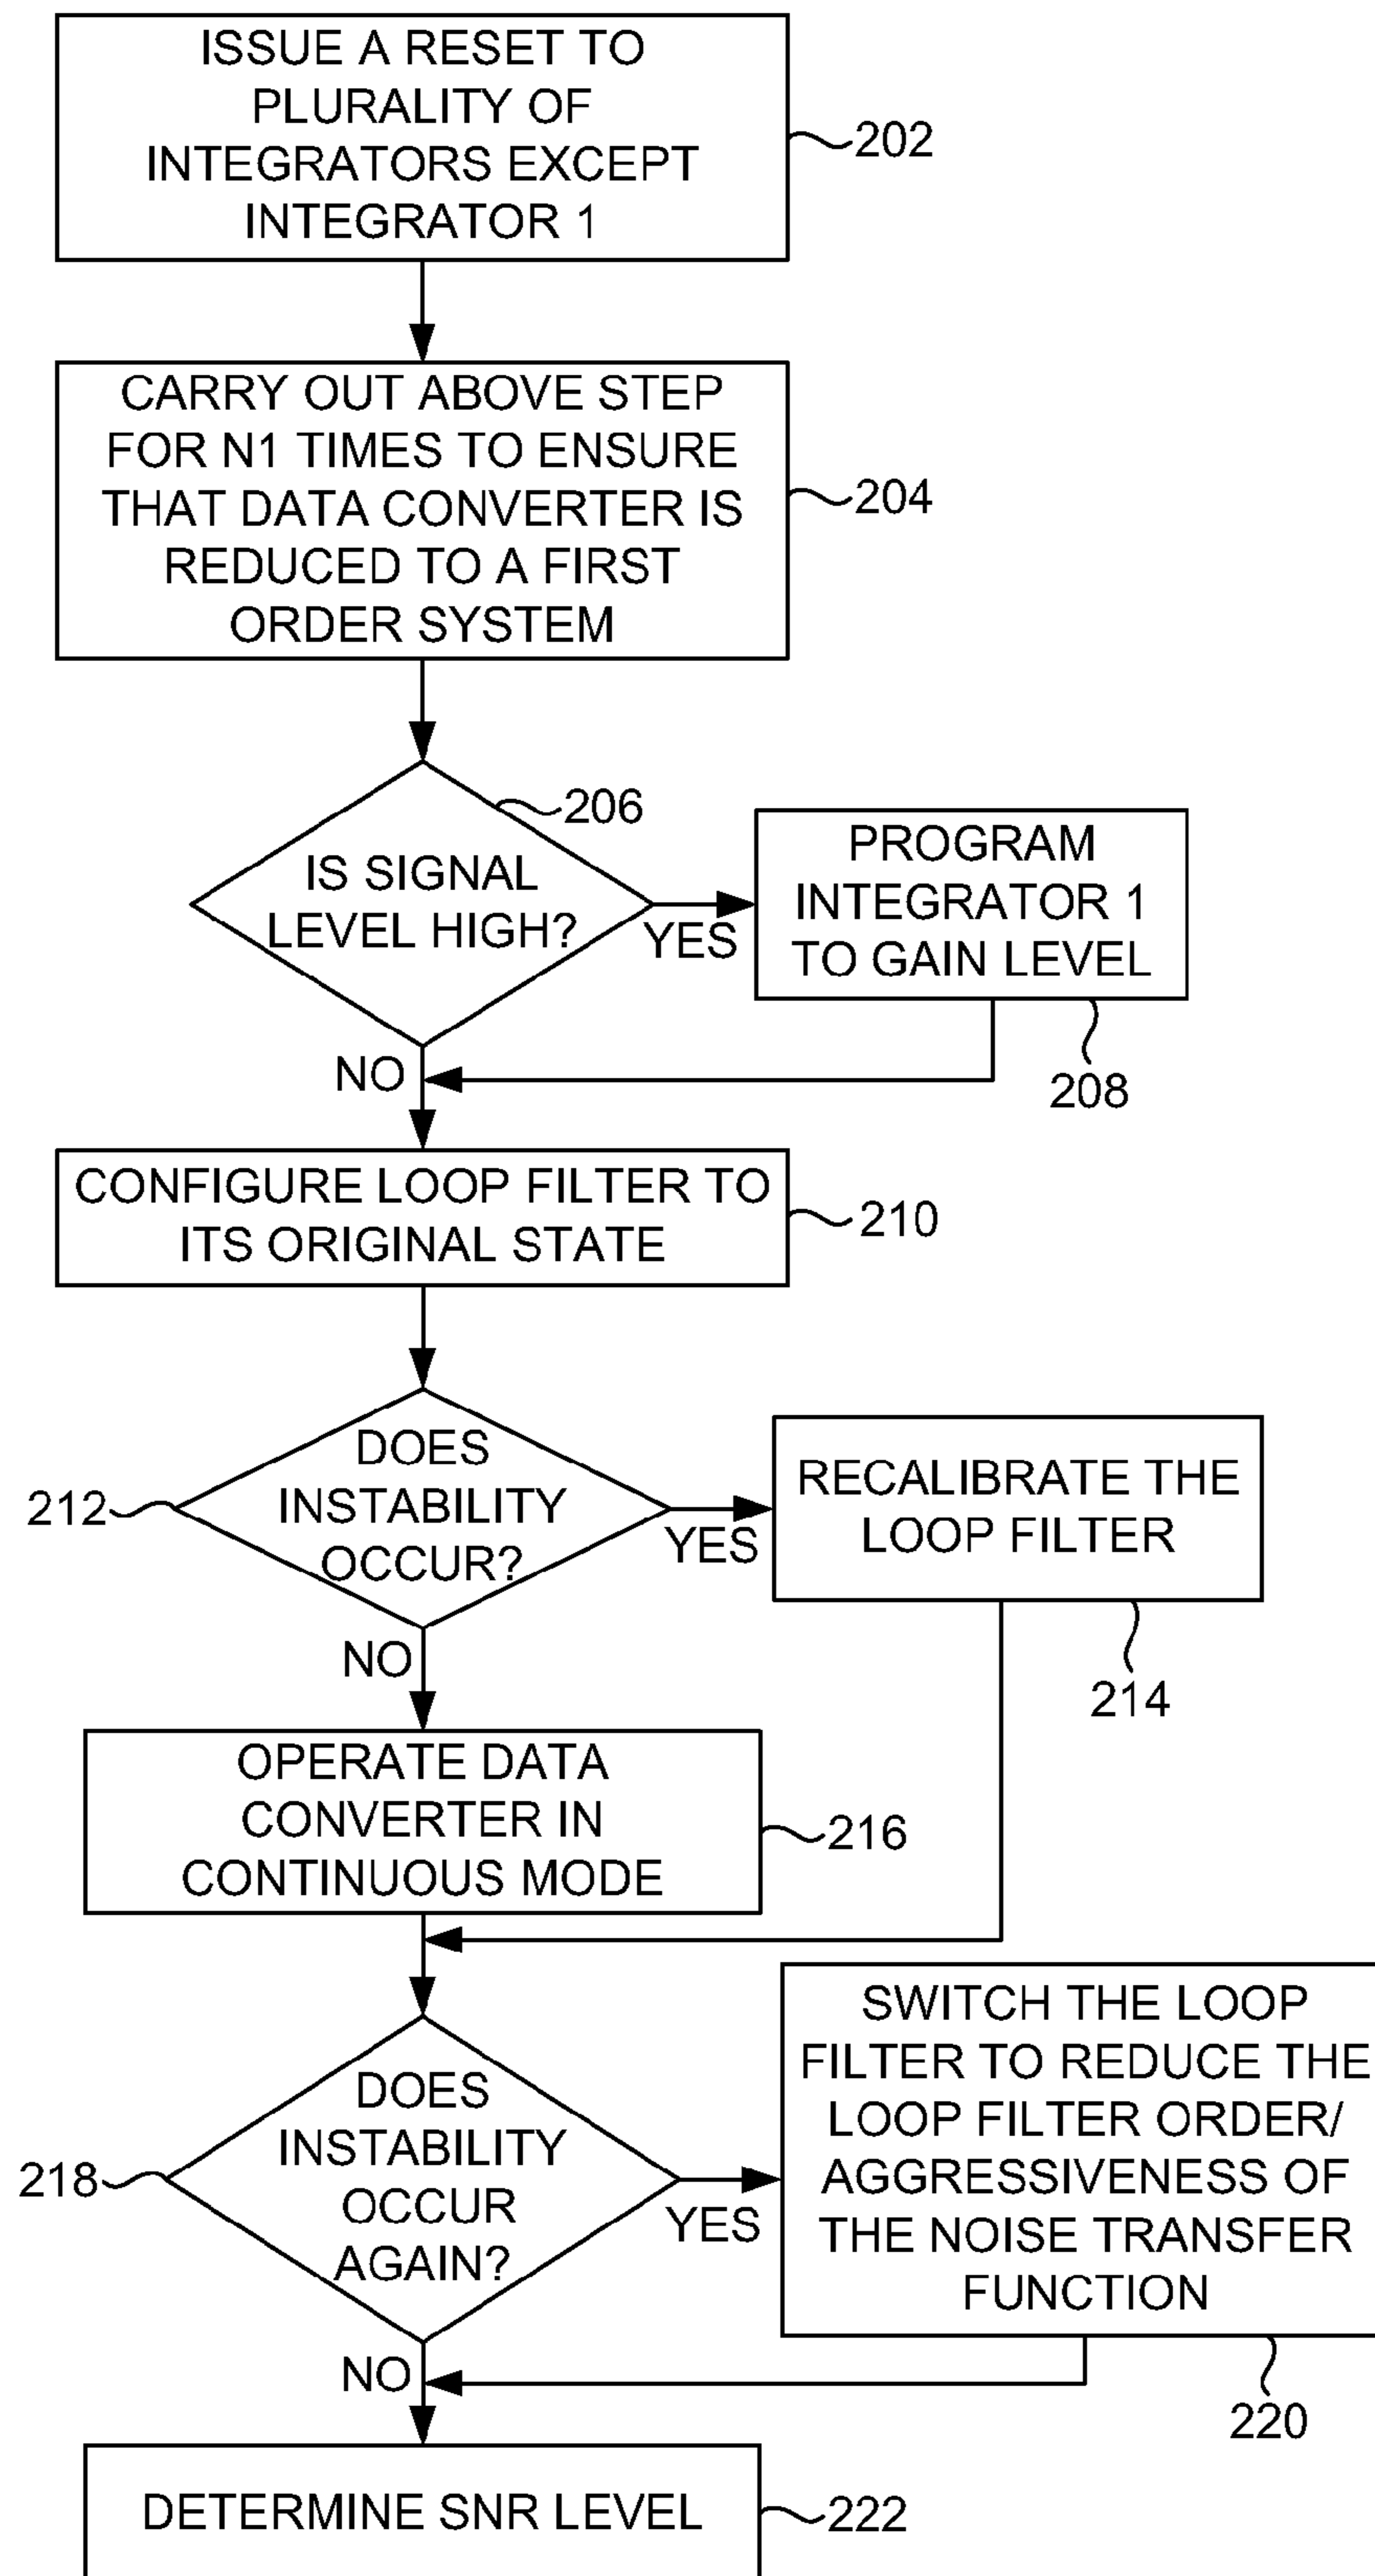 ISSUE A RESET TO
PLURALITY OF
INTEGRATORS EXCEPT
INTEGRATOR 1
202
CARRY OUT ABOVE STEP
FOR N1 TIMES TO ENSURE
THAT DATA CONVERTER IS
REDUCED TO A FIRST
ORDER SYSTEM
204
206
IS SIGNAL
LEVEL HIGH?
YES
PROGRAM
INTEGRATOR 1
TO GAIN LEVEL
208
NO
CONFIGURE LOOP FILTER TO
ITS ORIGINAL STATE
210
212
DOES
INSTABILITY
OCCUR?
YES
RECALIBRATE THE
LOOP FILTER
214
NO
OPERATE DATA
CONVERTER IN
CONTINUOUS MODE
216
218
DOES
INSTABILITY
OCCUR
AGAIN?
YES
SWITCH THE LOOP
FILTER TO REDUCE THE
LOOP FILTER ORDER/
AGGRESSIVENESS OF
THE NOISE TRANSFER
FUNCTION
220
NO
DETERMINE SNR LEVEL
222